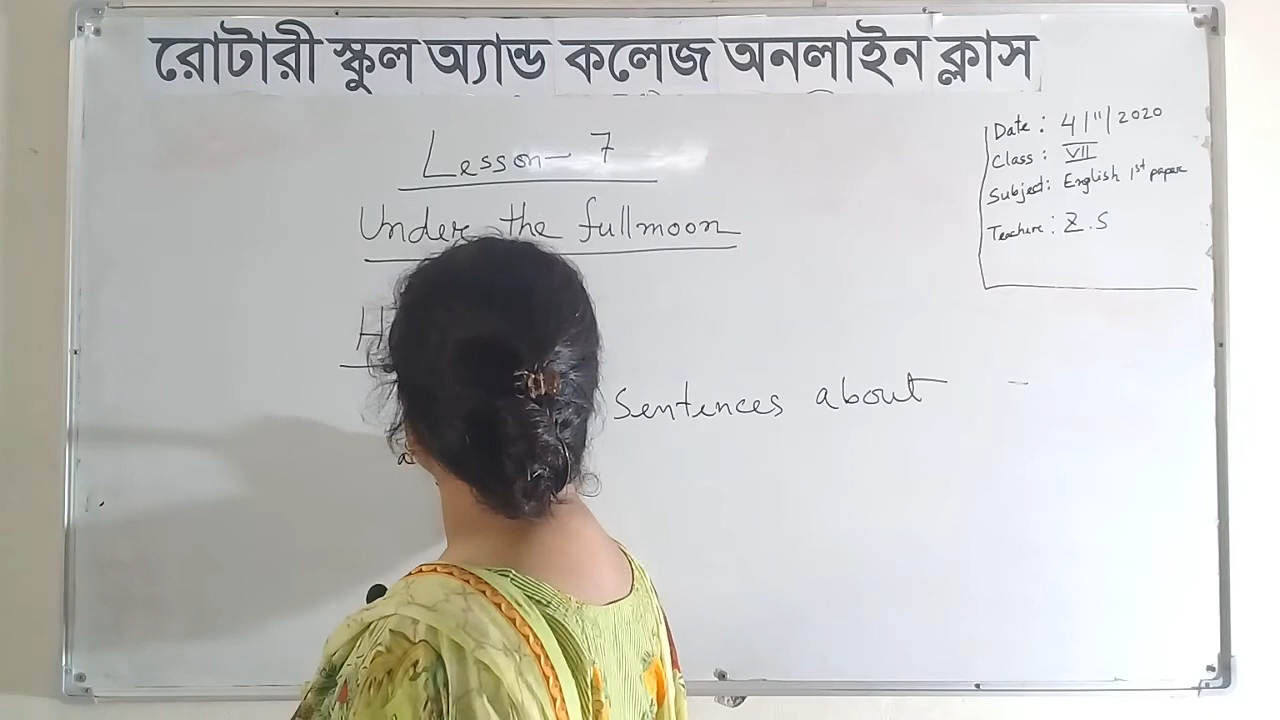 রোটারী স্কুল অ্যান্ড কলেজ অনলাইন ক্লাস
Lesson- 7
Under the fullmoon
H
Sentences about -
a
Date: 4/11/2020
Class: VII
Subject: English 1st paper
Teachere: Z.S